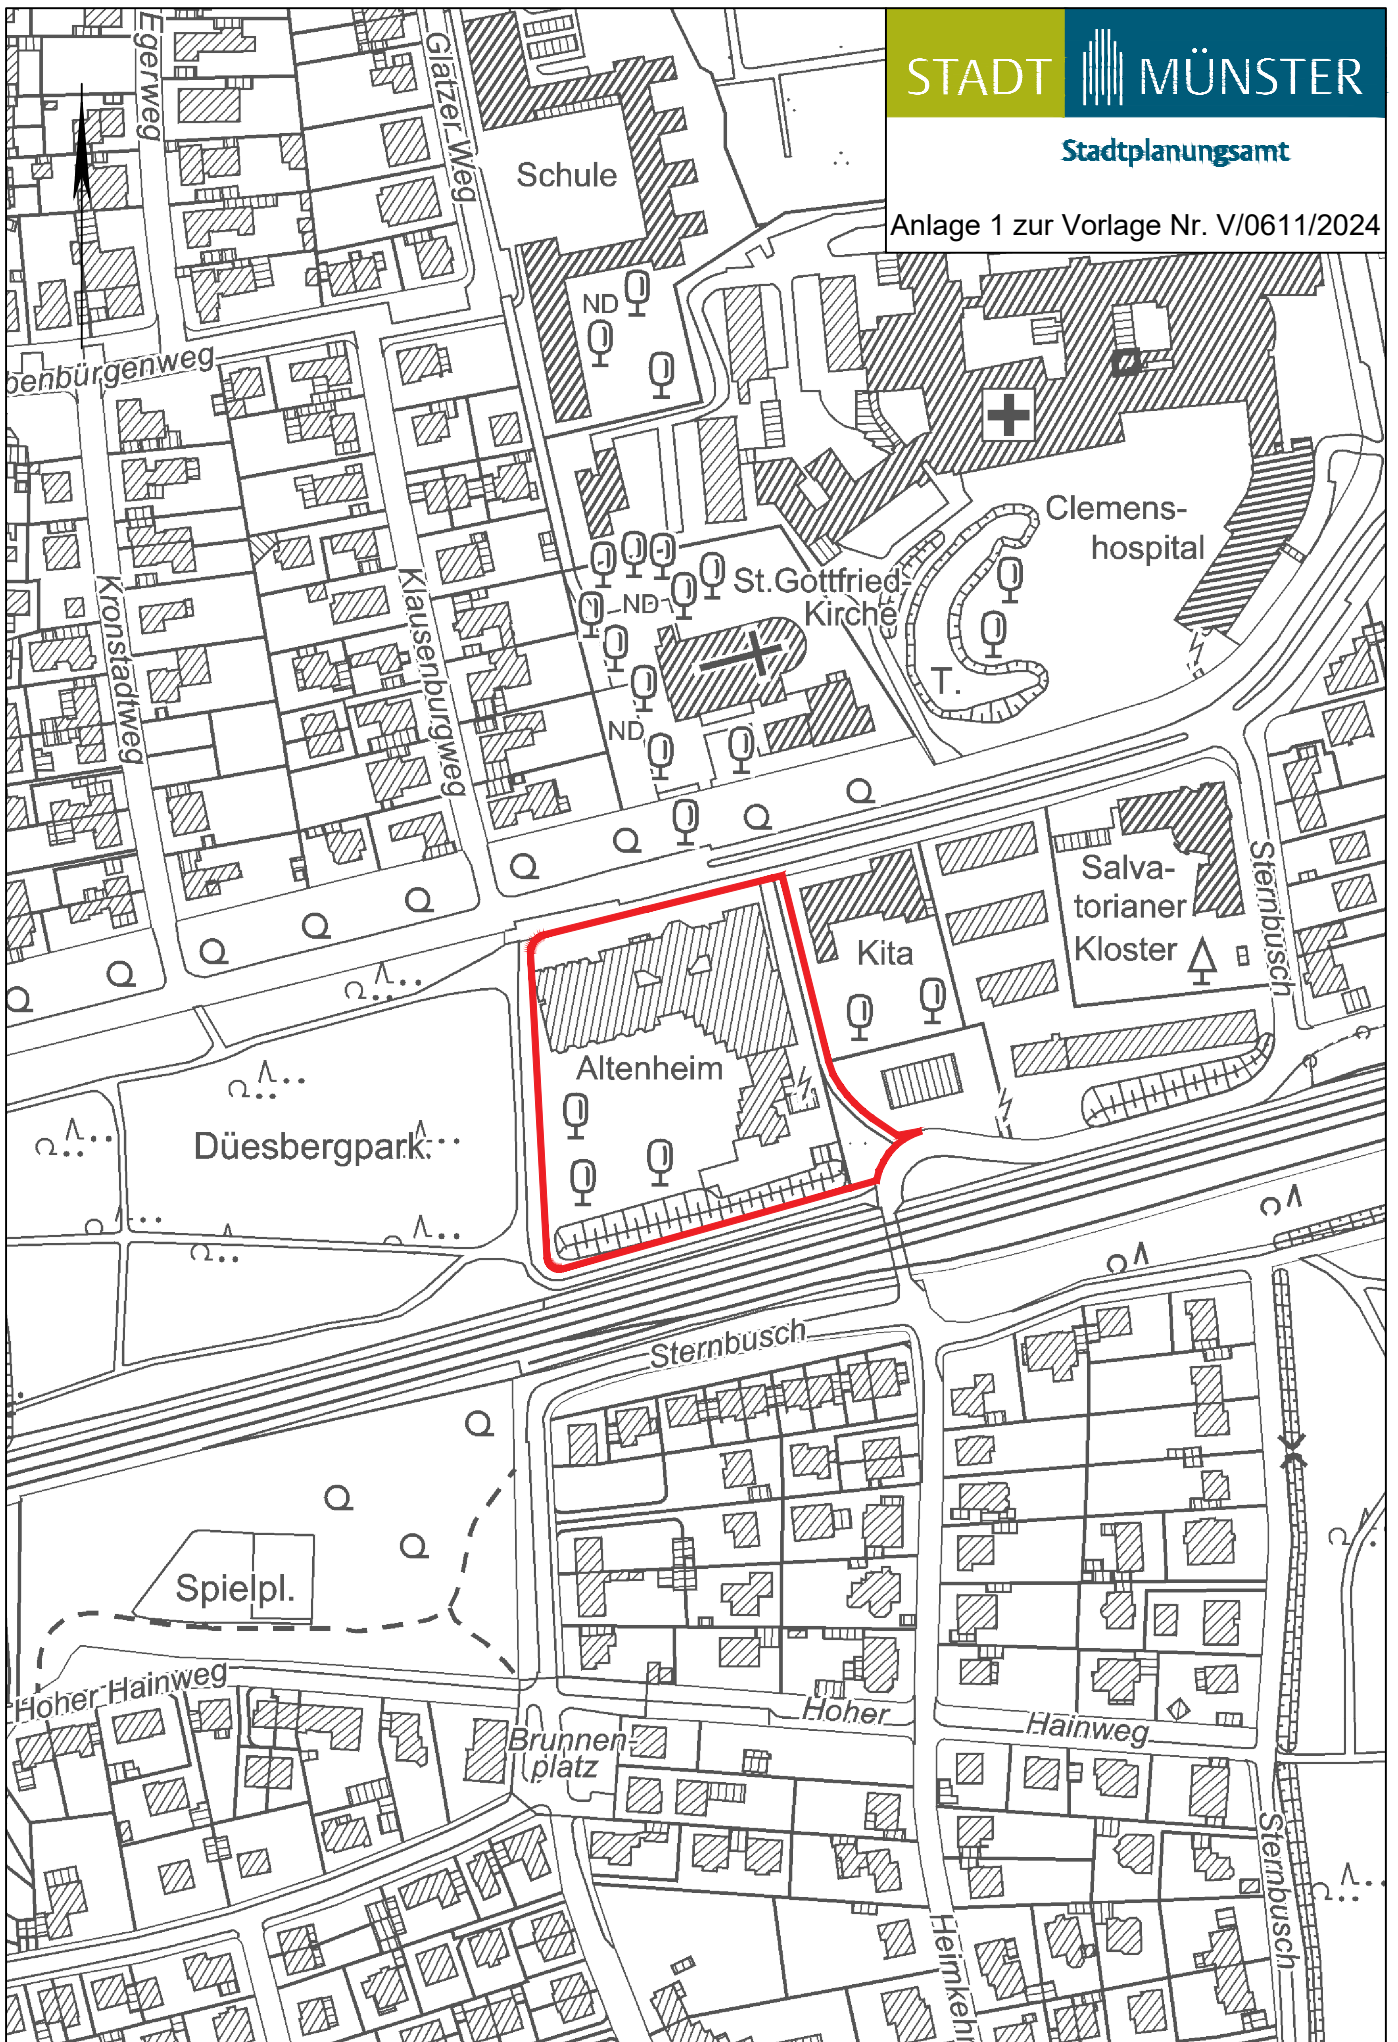 STADT MÜNSTER
Stadtplanungsamt
Anlage 1 zur Vorlage Nr. V/0611/2024
Egerweg
Glatzer Weg
Schule
ND
benbürgenweg
Clemens-
hospital
St.Gottfried-
Kirche
ND
T.
ND
Kronstadtweg
Klausenburgweg
Salva-
torianer
Kloster
Sternbusch
Kita
Altenheim
Düesbergpark
Sternbusch
Spielpl.
Hoher Hainweg
Hoher
Hainweg
Brunnen-
platz
Sternbusch
Heimkehr